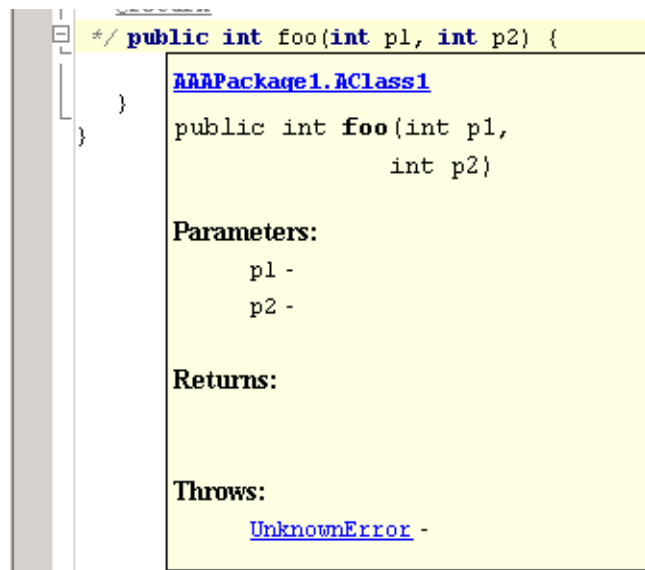 */ public int foo(int p1, int p2) {
AAAPackage1.AClass1
public int foo(int p1,
int p2)
}
}
Parameters:
p1 -
p2 -
Returns:
Throws:
UnknownError -